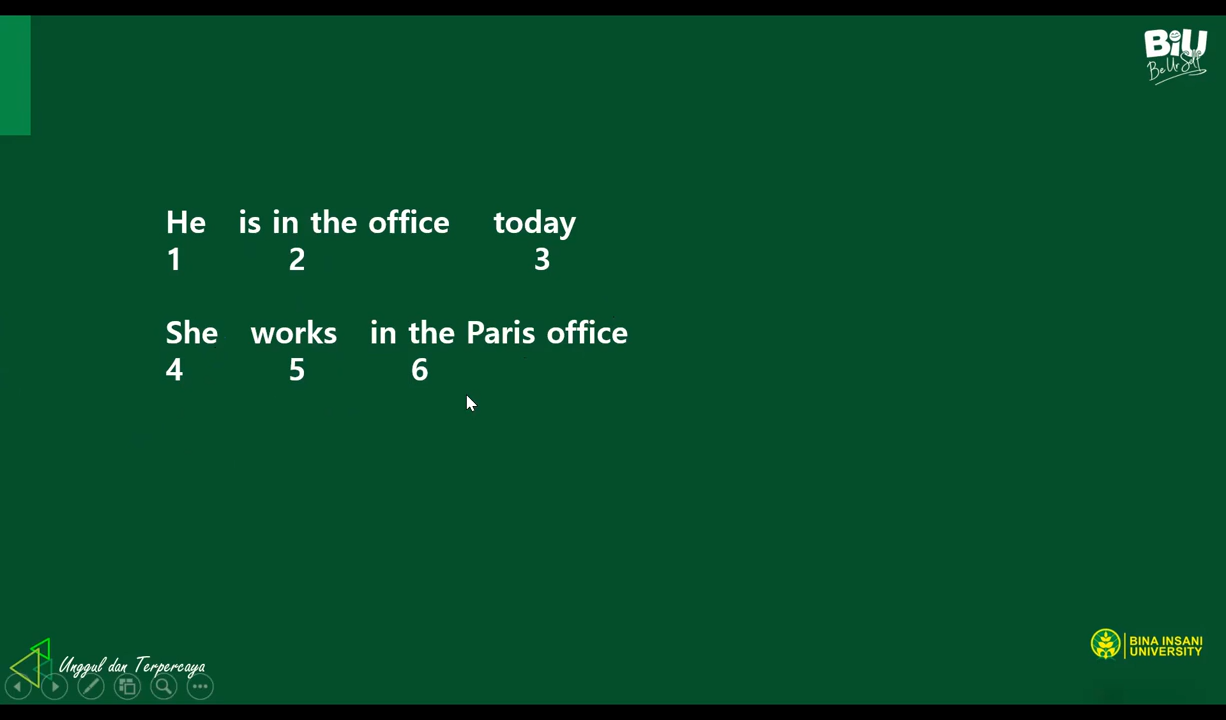 BiU
Be Ur Self
He is in the office today
1 2 3
She works in the Paris office
4 5 6
Unggul dan Terpercaya
BINA INSANI
UNIVERSITY